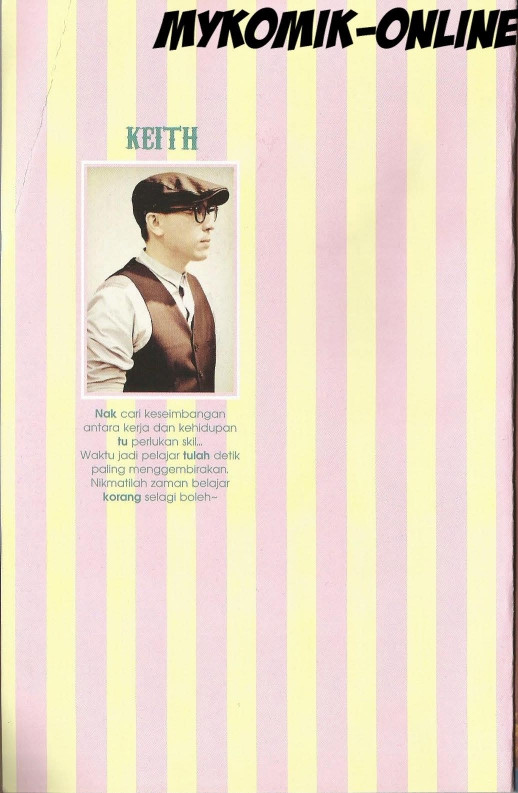 MYKOMIK-ONLINE
KEITH
Nak cari keseimbangan
antara kerja dan kehidupan
tu perlukan skil...
Waktu jadi pelajar tulah detik
paling menggembirakan.
Nikmatilah zaman belajar
korang selagi boleh~